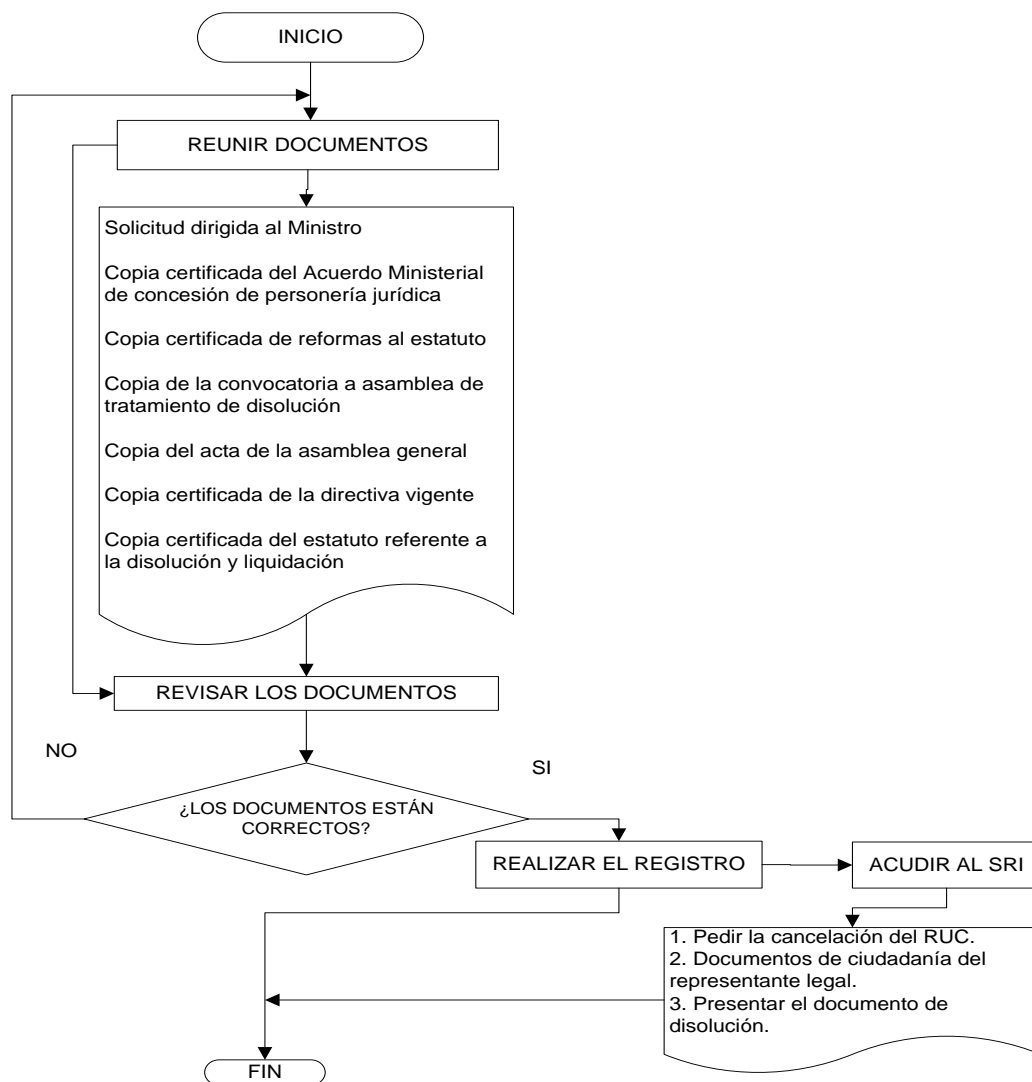 INICIO
REUNIR DOCUMENTOS
Solicitud dirigida al Ministro
Copia certificada del Acuerdo Ministerial
de concesión de personería jurídica
Copia certificada de reformas al estatuto
Copia de la convocatoria a asamblea de
tratamiento de disolución
Copia del acta de la asamblea general
Copia certificada de la directiva vigente
Copia certificada del estatuto referente a
la disolución y liquidación
REVISAR LOS DOCUMENTOS
NO
SI
¿LOS DOCUMENTOS ESTÁN
CORRECTOS?
REALIZAR EL REGISTRO
ACUDIR AL SRI
1. Pedir la cancelación del RUC.
2. Documentos de ciudadanía del
representante legal.
3. Presentar el documento de
disolución.
FIN